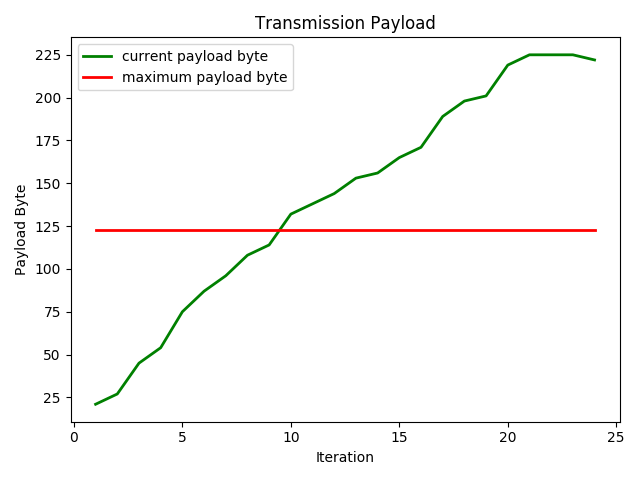 Transmission Payload
current payload byte
maximum payload byte
225
200
175
150
125
100
75
50
25
Payload Byte
0 5 10 15 20 25
Iteration